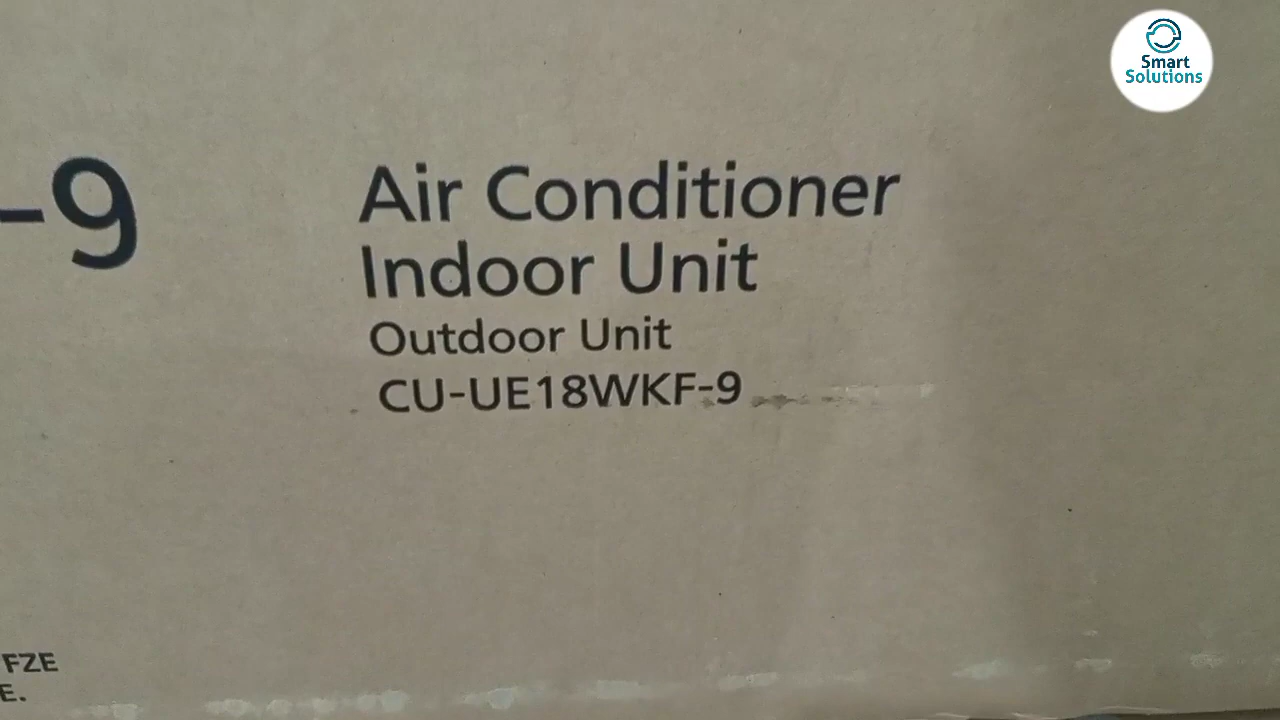 Smart
Solutions
-9
Air Conditioner
Indoor Unit
Outdoor Unit
CU-UE18WKF-9
FZE
E.